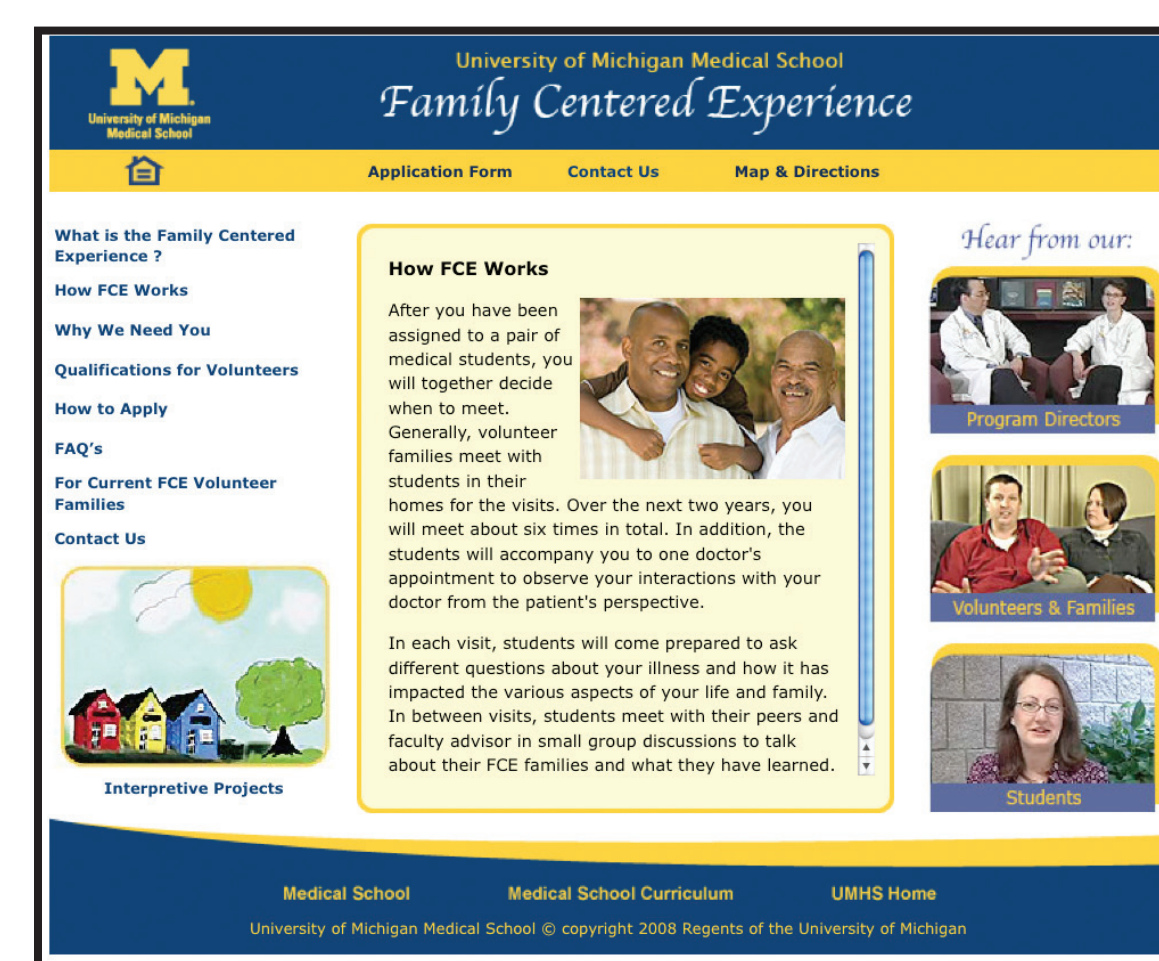 M
University of Michigan
Medical School
University of Michigan Medical School
Family Centered Experience
Application Form
Contact Us
Map & Directions
What is the Family Centered
Experience ?
How FCE Works
Why We Need You
Qualifications for Volunteers
How to Apply
FAQ's
For Current FCE Volunteer
Families
Contact Us
Interpretive Projects
How FCE Works
After you have been
assigned to a pair of
medical students, you
will together decide
when to meet.
Generally, volunteer
families meet with
students in their
homes for the visits. Over the next two years, you
will meet about six times in total. In addition, the
students will accompany you to one doctor's
appointment to observe your interactions with your
doctor from the patient's perspective.
In each visit, students will come prepared to ask
different questions about your illness and how it has
impacted the various aspects of your life and family.
In between visits, students meet with their peers and
faculty advisor in small group discussions to talk
about their FCE families and what they have learned.
Hear from our:
Program Directors
Volunteers & Families
Students
Medical School
Medical School Curriculum
UMHS Home
University of Michigan Medical School © copyright 2008 Regents of the University of Michigan